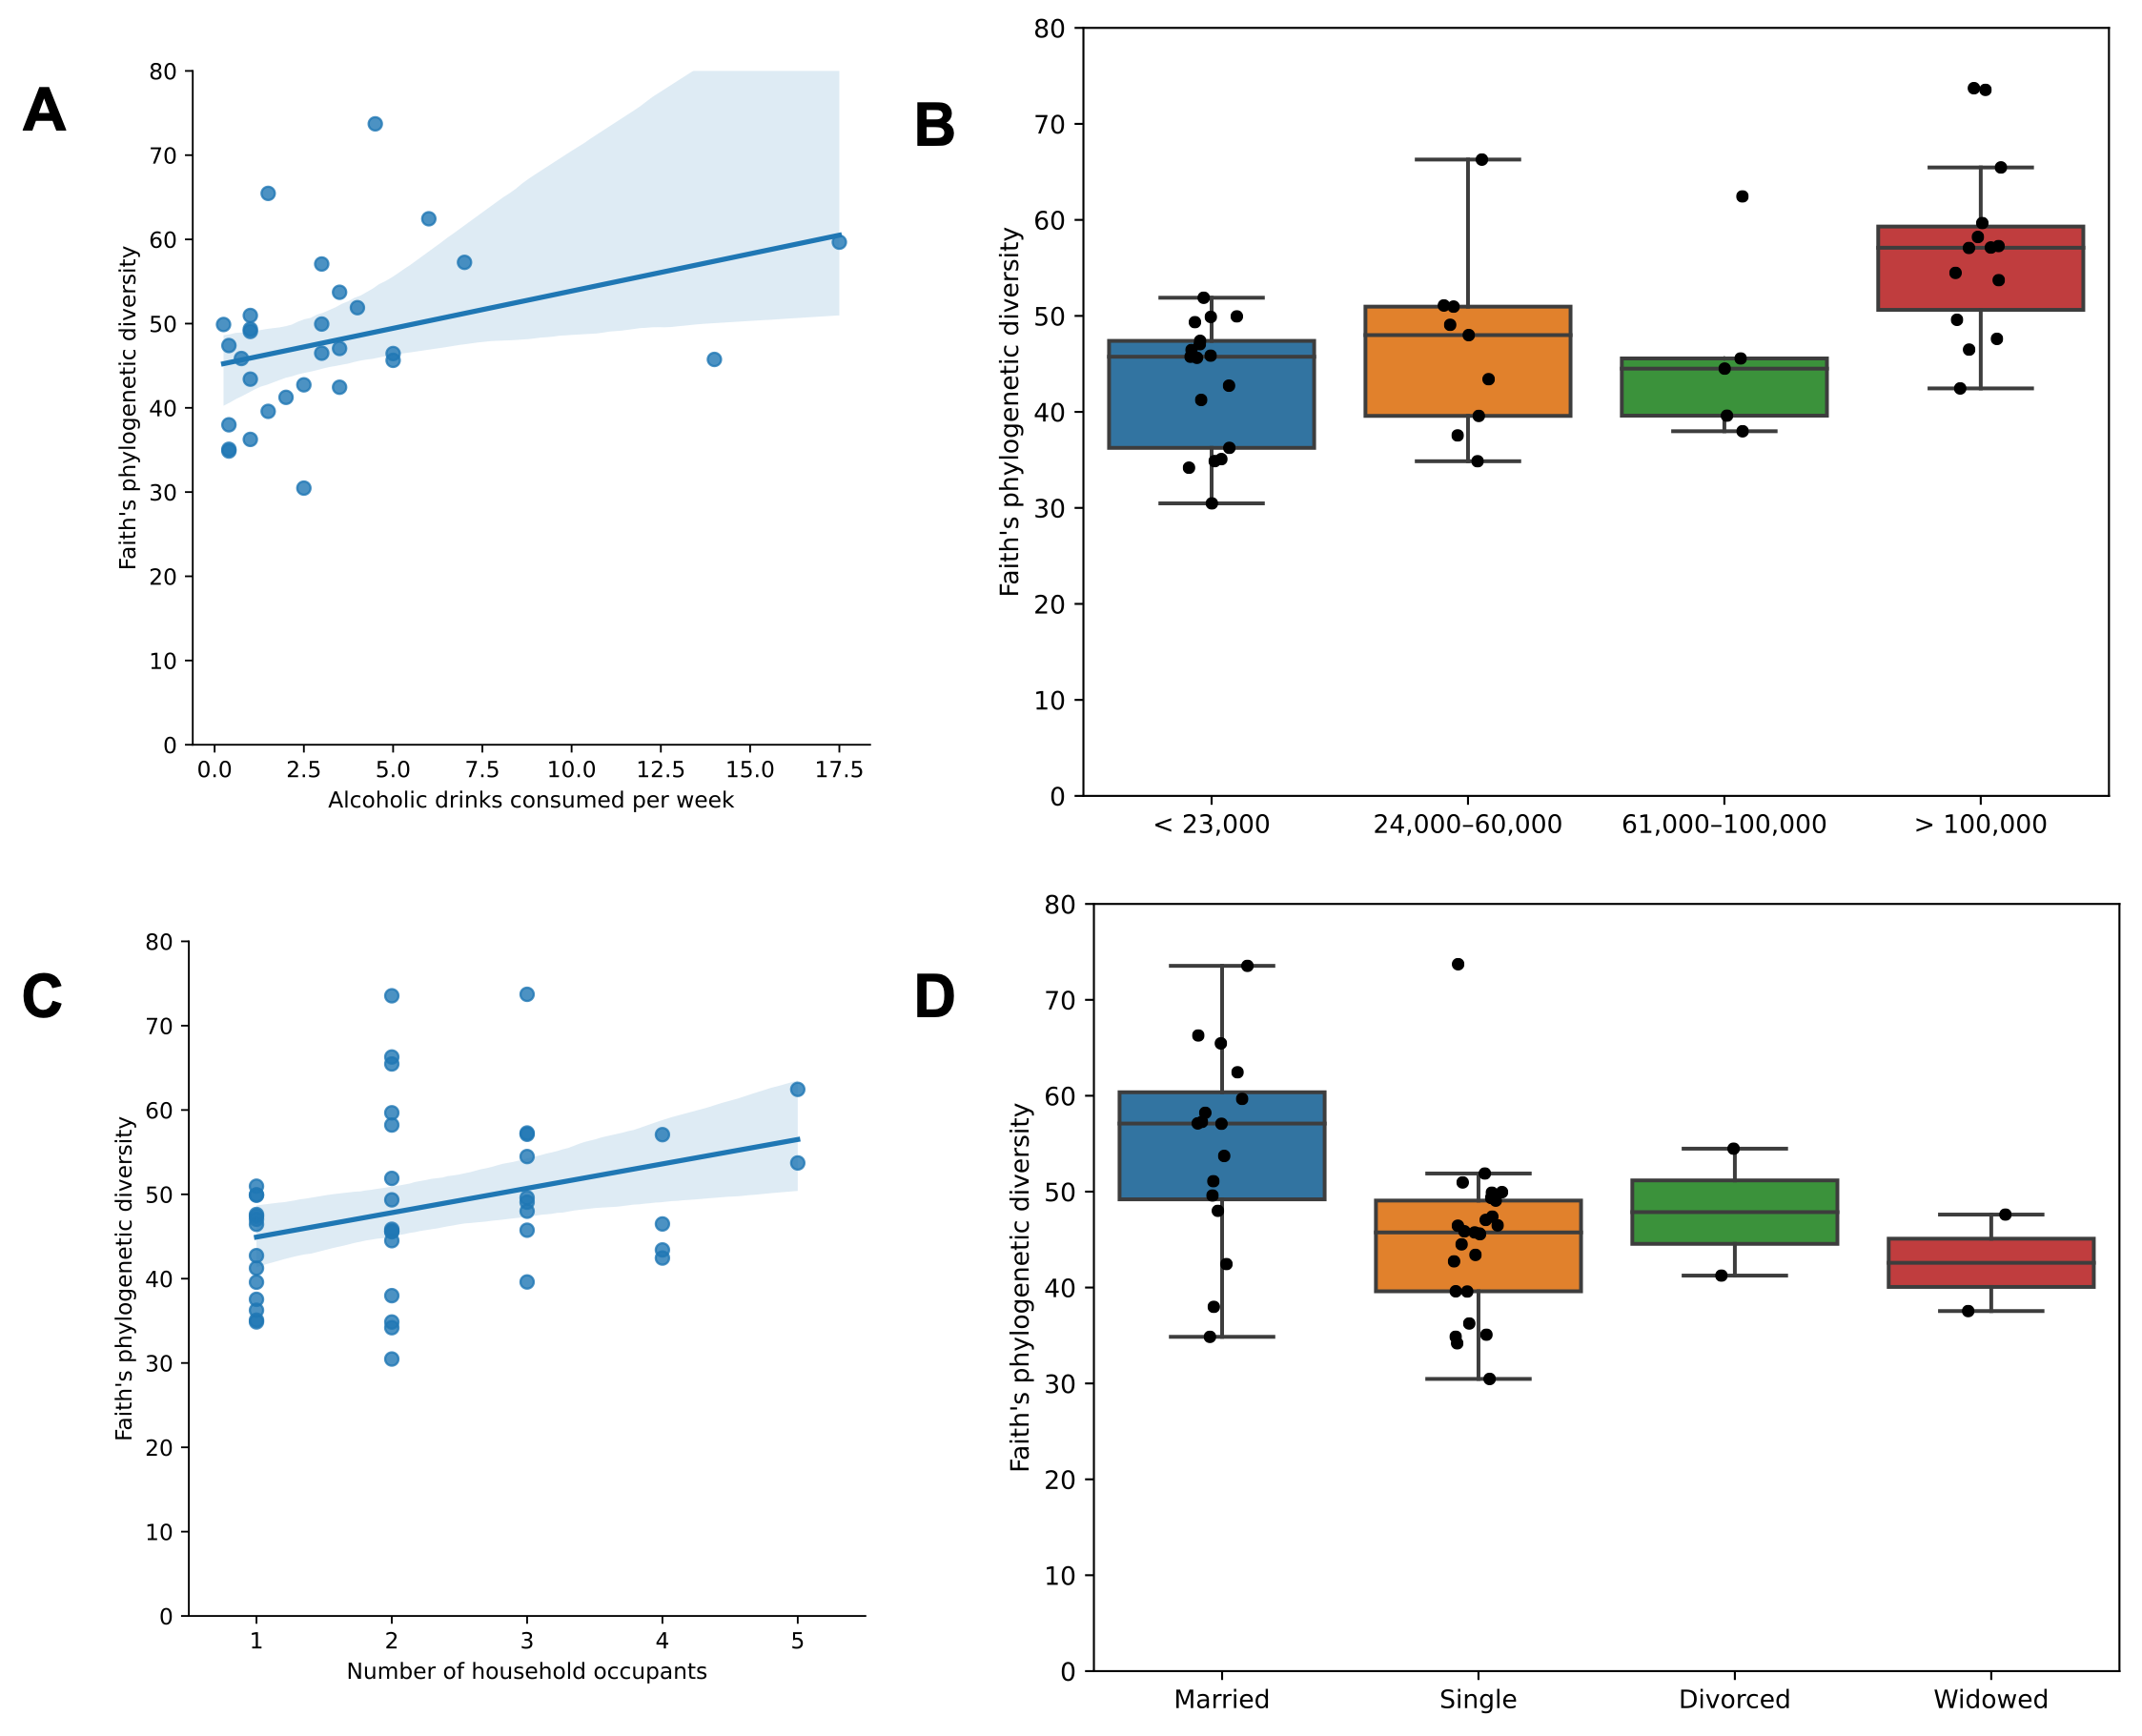 A
80
70
60
50
40
30
20
10
0
Faith's phylogenetic diversity
0.0 2.5 5.0 7.5 10.0 12.5 15.0 17.5
Alcoholic drinks consumed per week
B
80
70
60
50
40
30
20
10
0
Faith's phylogenetic diversity
< 23,000 24,000–60,000 61,000–100,000 > 100,000
C
80
70
60
50
40
30
20
10
0
Faith's phylogenetic diversity
1 2 3 4 5
Number of household occupants
D
80
70
60
50
40
30
20
10
0
Faith's phylogenetic diversity
Married Single Divorced Widowed